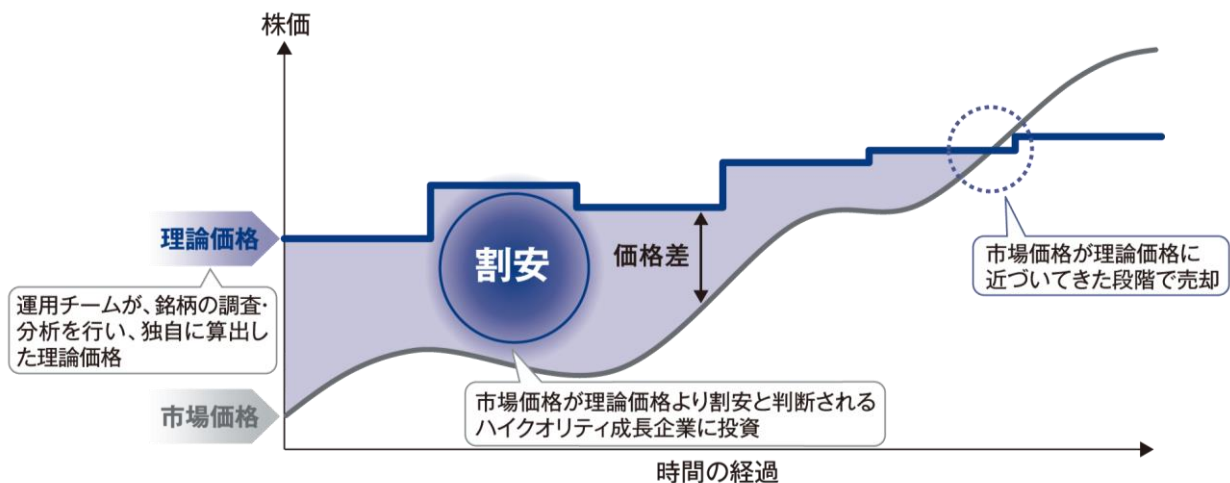 株価
理論価格
運用チームが、銘柄の調査・
分析を行い、独自に算出し
た理論価格
市場価格
割安
価格差
市場価格が理論価格に
近づいてきた段階で売却
市場価格が理論価格より割安と判断される
ハイクオリティ成長企業に投資
時間の経過